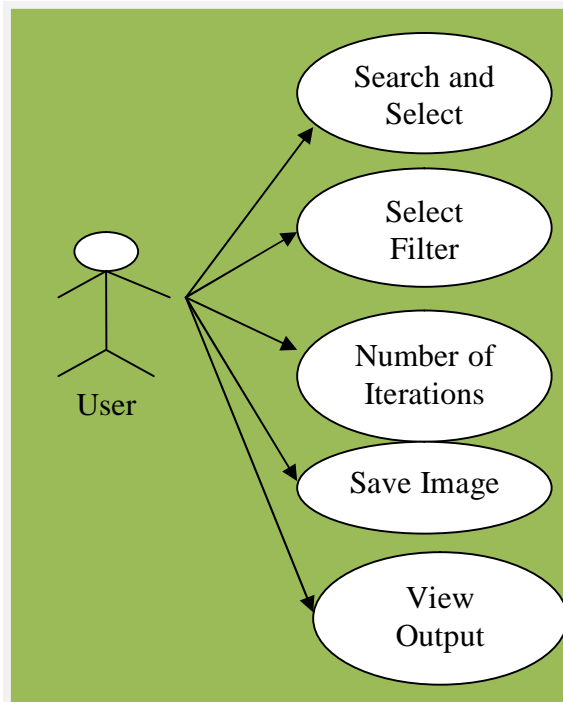 Search and
Select
Select
Filter
Number of
Iterations
User
Save Image
View
Output